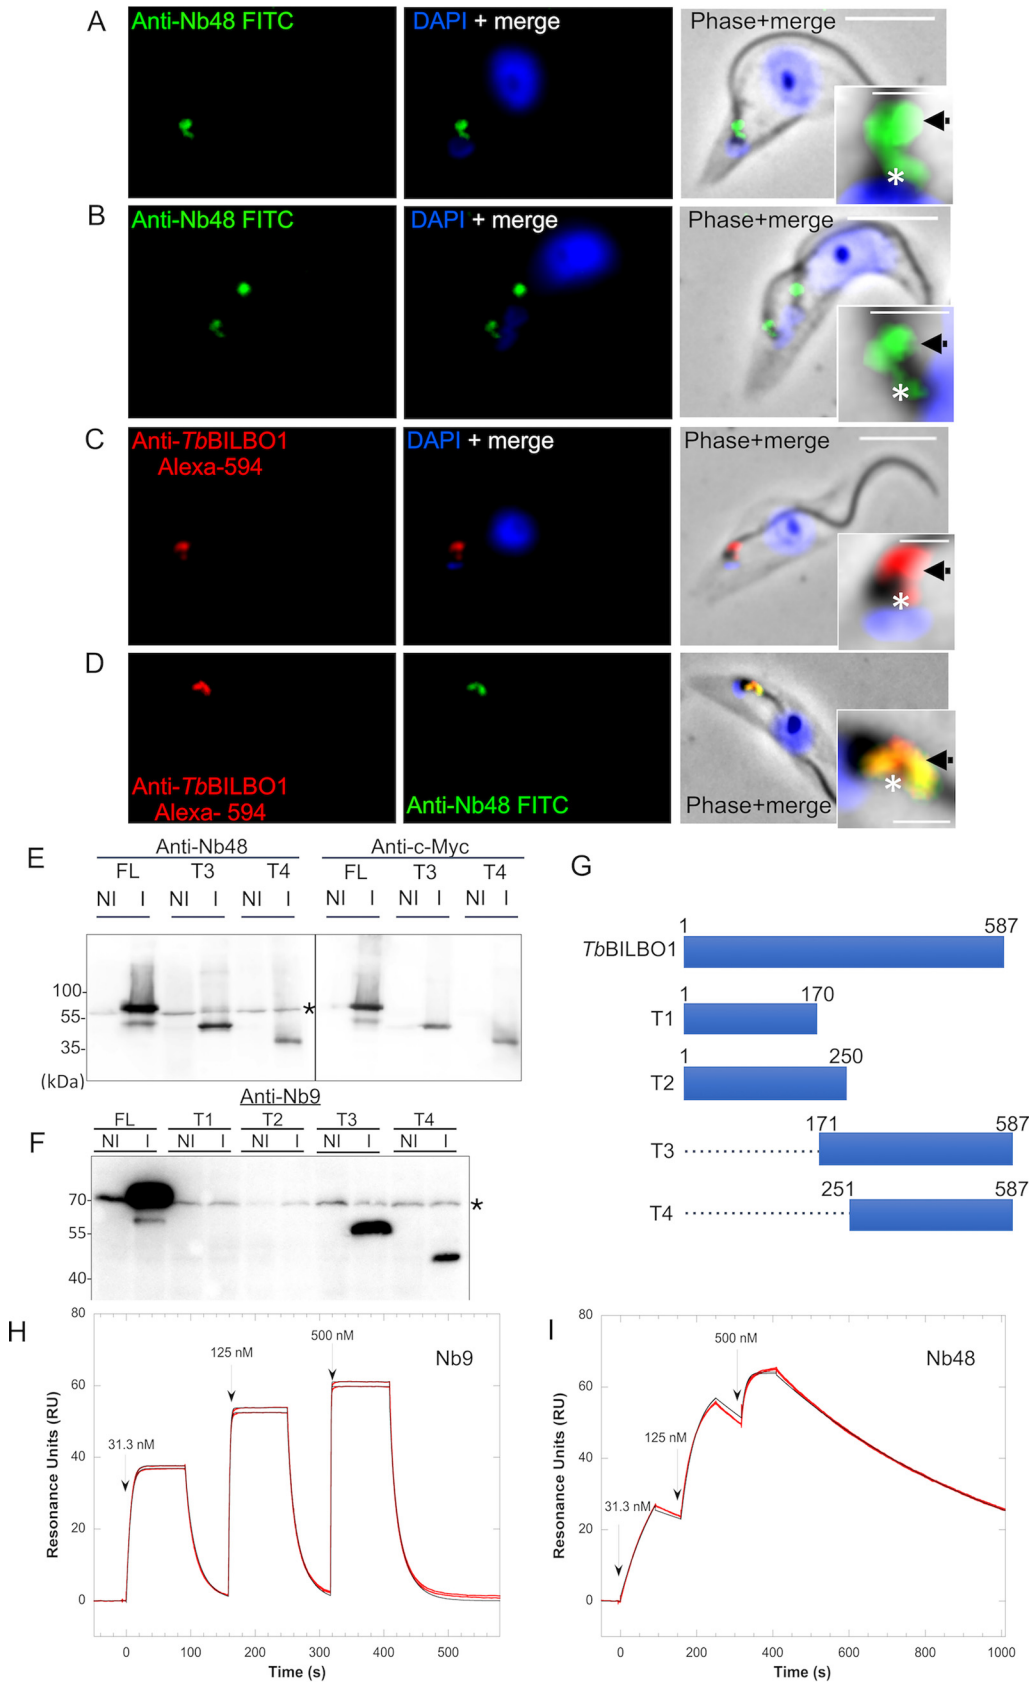 A
Anti-Nb48 FITC
DAPI + merge
Phase+merge
*
B
Anti-Nb48 FITC
DAPI + merge
Phase+merge
*
C
Anti-TbBILBO1
Alexa-594
DAPI + merge
Phase+merge
*
D
Anti-TbBILBO1
Alexa- 594
Anti-Nb48 FITC
Phase+merge
*
E
Anti-Nb48 Anti-c-Myc
FL T3 T4 FL T3 T4
NI I NI I NI I NI I NI I NI I
100-
55-
35-
(kDa)
*
F
Anti-Nb9
FL T1 T2 T3 T4
NI I NI I NI I NI I NI I
70-
55-
40-
*
G
1 587
TbBILBO1
1 170
T1
1 250
T2
171 587
T3
251 587
T4
H
Nb9
31.3 nM
125 nM
500 nM
Resonance Units (RU)
80
60
40
20
0
0 100 200 300 400 500
Time (s)
I
Nb48
31.3 nM
125 nM
500 nM
Resonance Units (RU)
80
60
40
20
0
0 200 400 600 800 1000
Time (s)